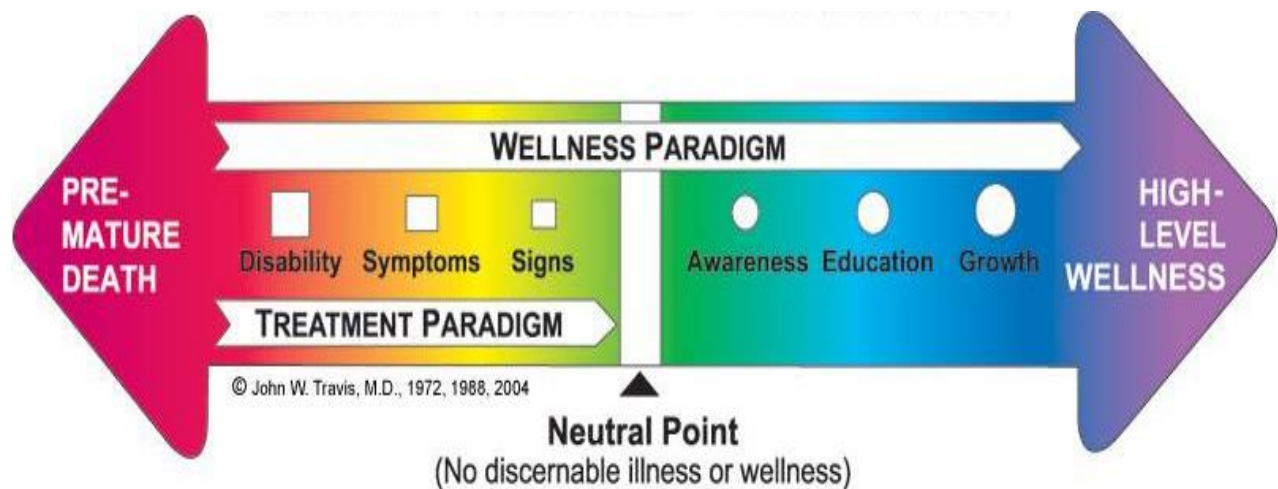 WELLNESS PARADIGM
PRE-
MATURE
DEATH
HIGH-
LEVEL
WELLNESS
Disability Symptoms Signs Awareness Education Growth
TREATMENT PARADIGM
© John W. Travis, M.D., 1972, 1988, 2004
Neutral Point
(No discernable illness or wellness)